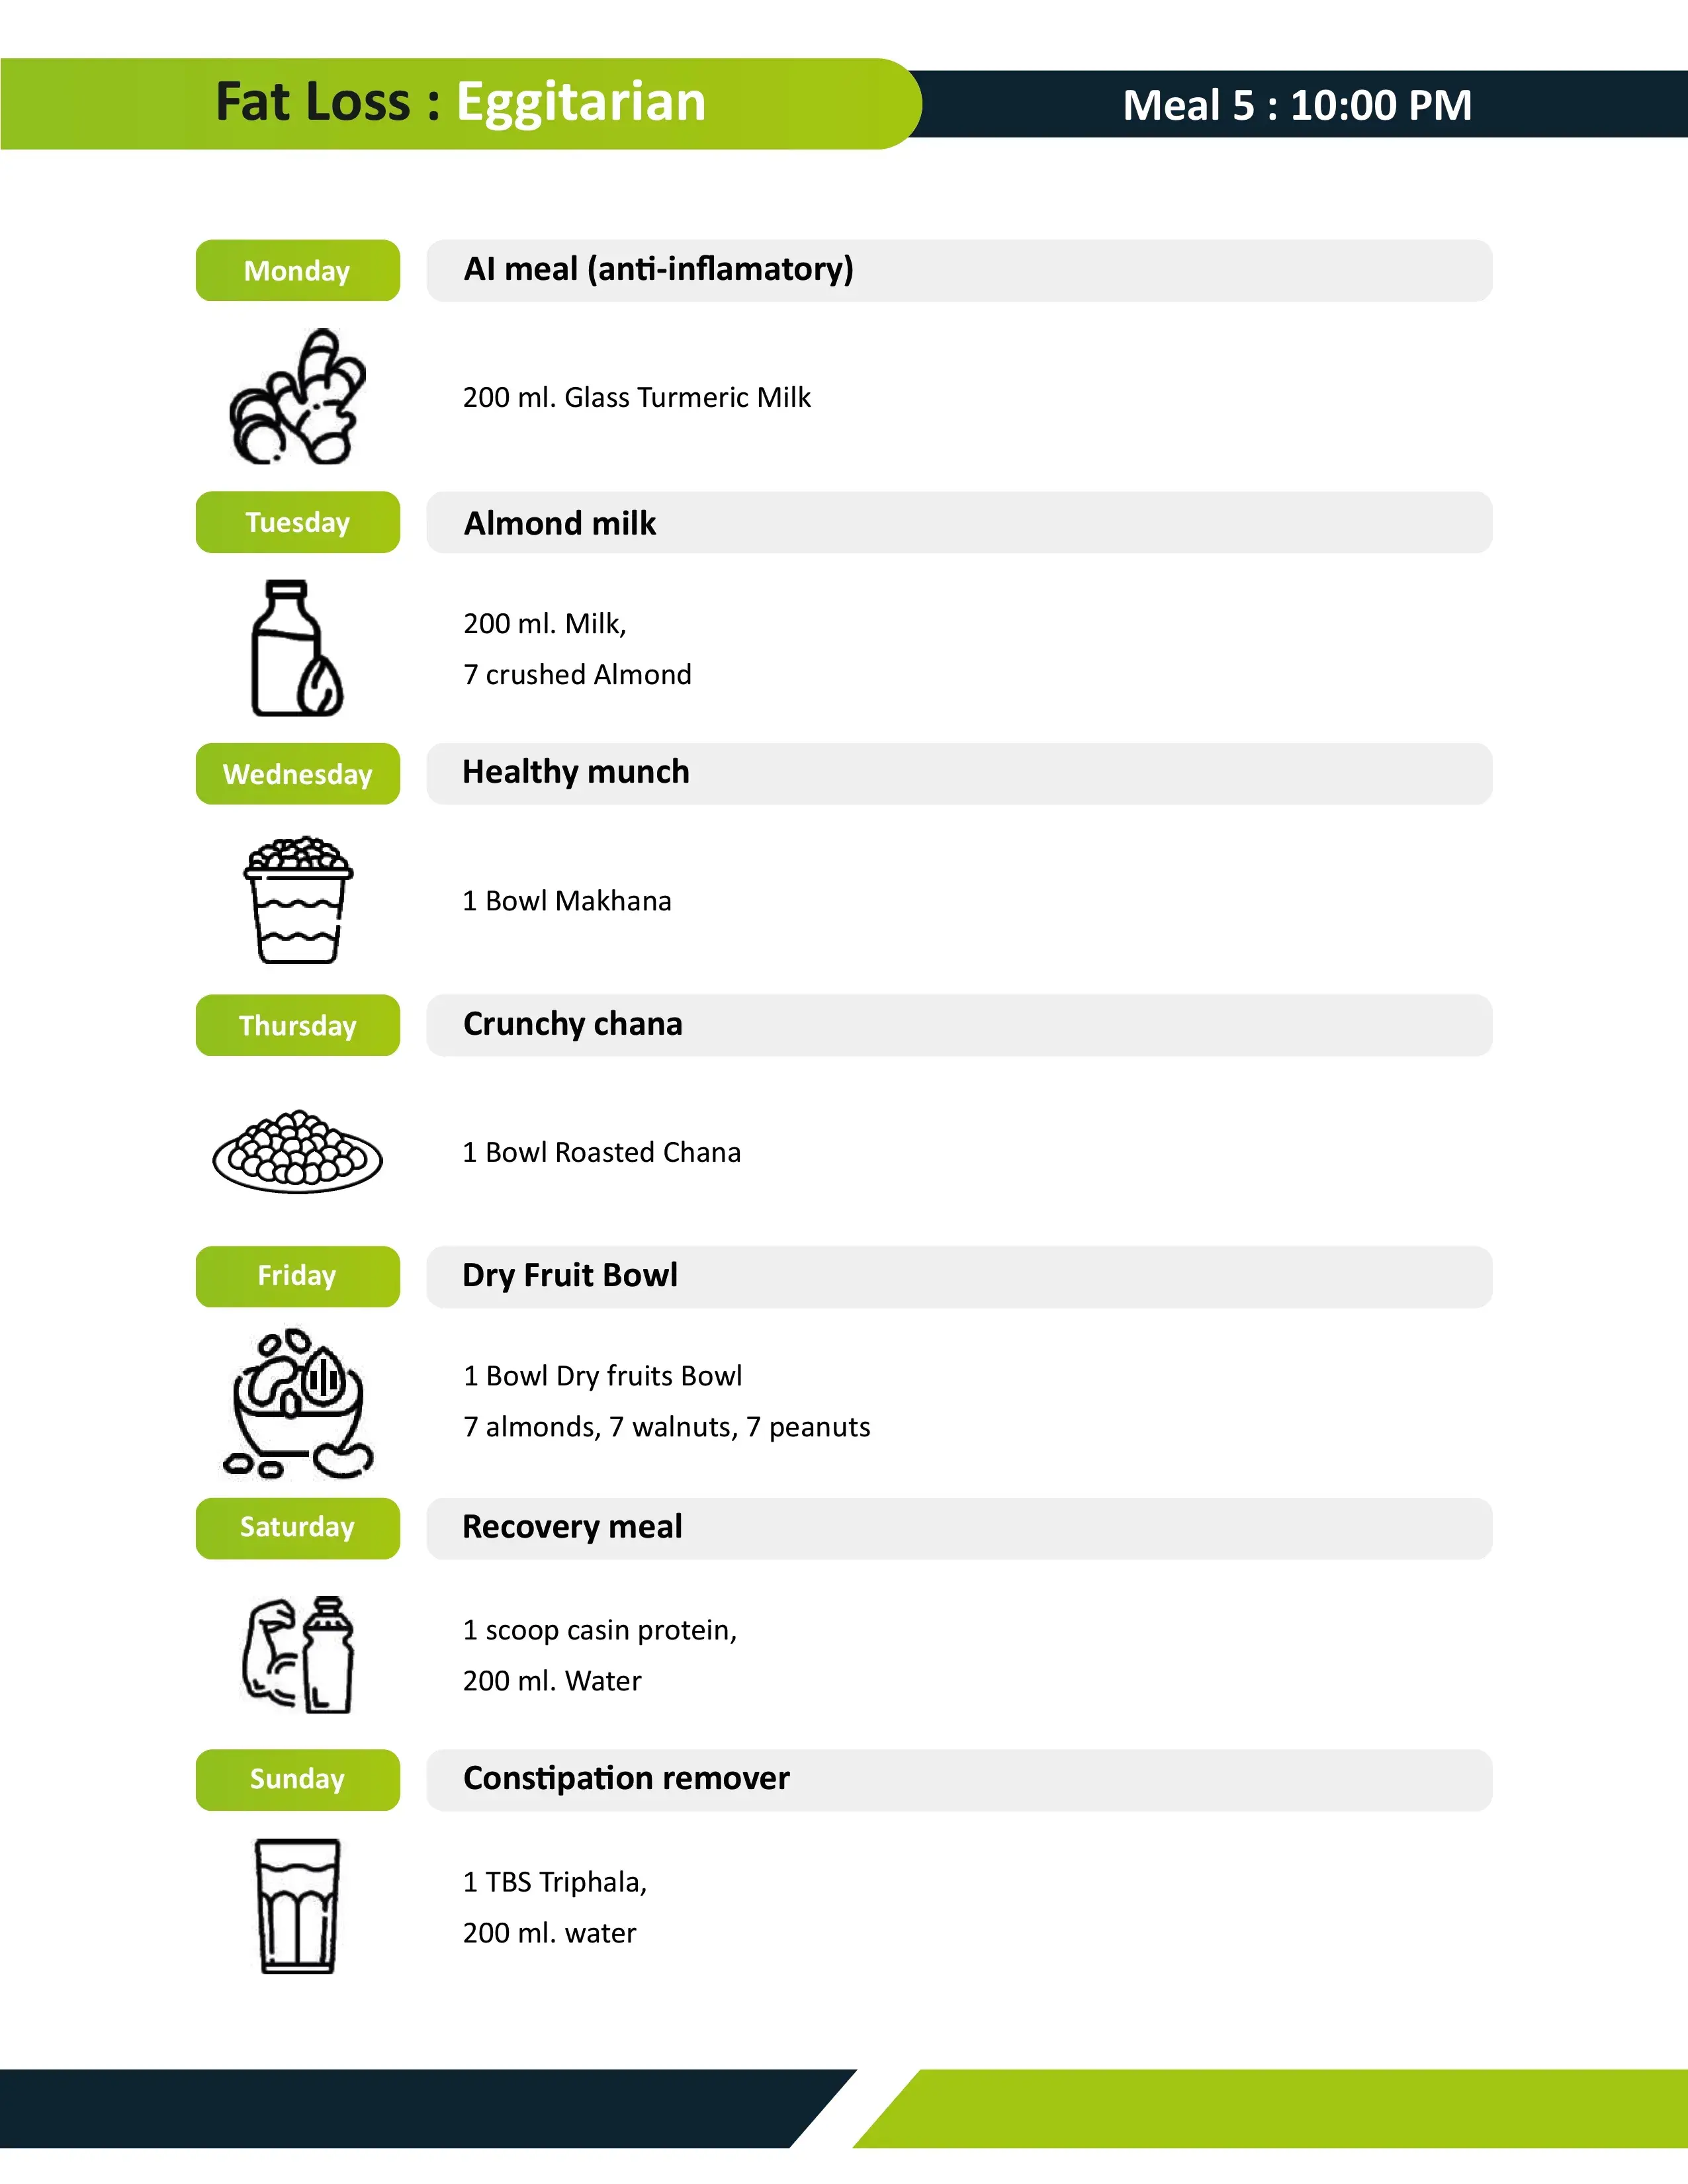 Fat Loss : Eggitarian
Meal 5 : 10:00 PM
Monday
AI meal (anti-inflamatory)
200 ml. Glass Turmeric Milk
Tuesday
Almond milk
200 ml. Milk,
7 crushed Almond
Wednesday
Healthy munch
1 Bowl Makhana
Thursday
Crunchy chana
1 Bowl Roasted Chana
Friday
Dry Fruit Bowl
1 Bowl Dry fruits Bowl
7 almonds, 7 walnuts, 7 peanuts
Saturday
Recovery meal
1 scoop casin protein,
200 ml. Water
Sunday
Constipation remover
1 TBS Triphala,
200 ml. water